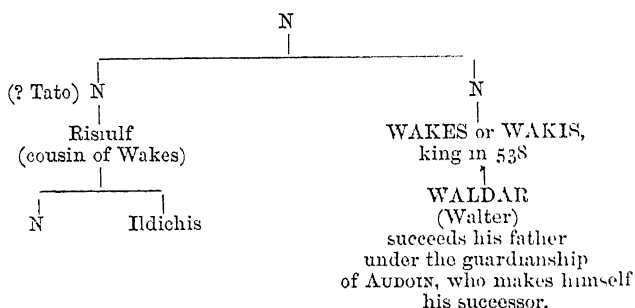 N
(? Tato) N
N
Risiulf
(cousin of Wakes)
WAKES or WAKIS,
king in 538
N
Ildichis
WALDAR
(Walter)
succeeds his father
under the guardianship
of AUDOIN, who makes himself
his successor.